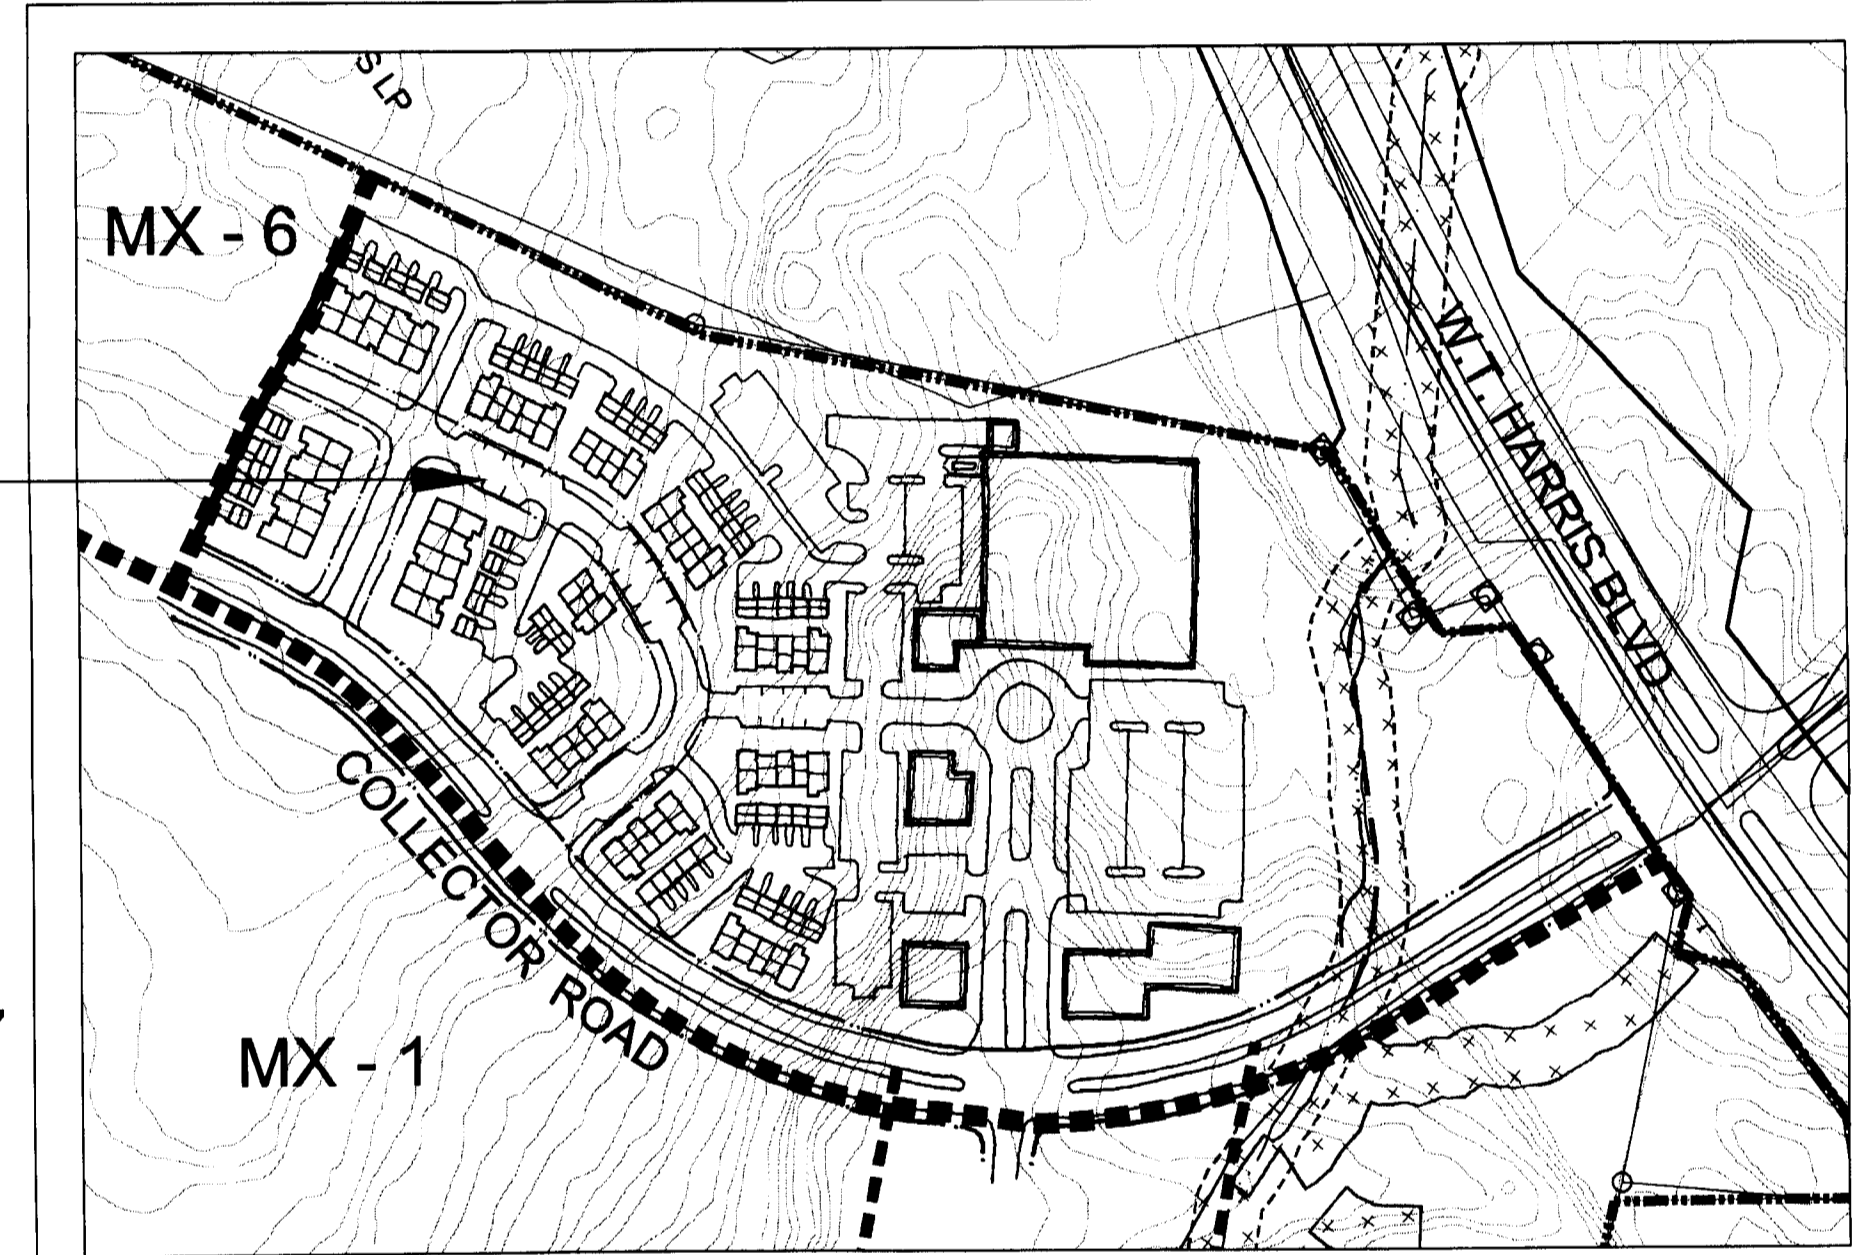 S LP
MX - 6
W.T. HARRIS BLVD
COLLECTOR ROAD
MX - 1